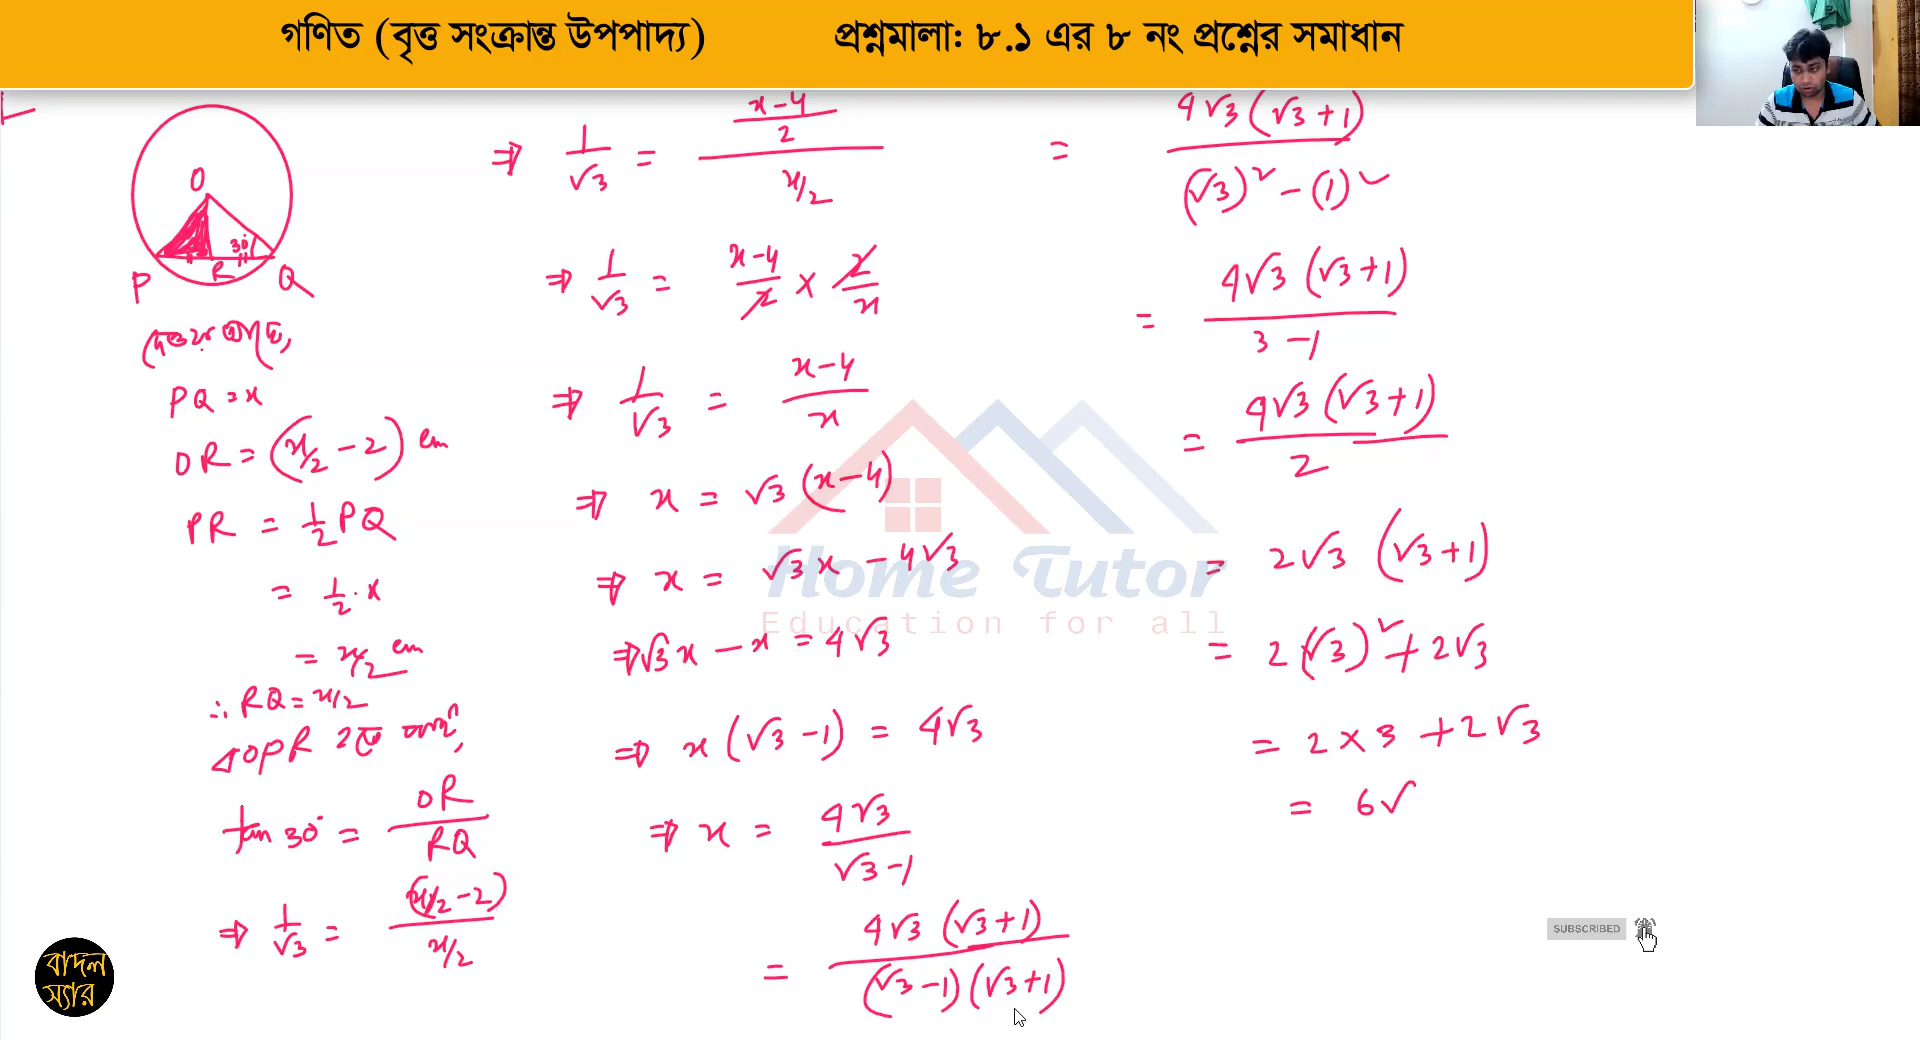 গণিত (বৃত্ত সংক্রান্ত উপপাদ্য) প্রশ্নমালা: ৮.১ এর ৮ নং প্রশ্নের সমাধান
O
30°
P R Q
দেওয়া আছে,
PQ = x
OR = (x/2 - 2) cm
PR = 1/2 PQ
= 1/2 · x
= x/2 cm
∴ RQ = x/2
△OPR হতে পাই,
tan 30° = OR/RQ
⇒ 1/√3 = (x/2 - 2)/(x/2)
⇒ 1/√3 = ((x-4)/2)/(x/2)
⇒ 1/√3 = (x-4)/2 × 2/x
⇒ 1/√3 = (x-4)/x
⇒ x = √3 (x-4)
⇒ x = √3x - 4√3
⇒ √3x - x = 4√3
⇒ x (√3 - 1) = 4√3
⇒ x = 4√3/(√3 - 1)
= 4√3 (√3 + 1)/((√3 - 1)(√3 + 1))
= 4√3 (√3 + 1)/((√3)² - (1)²)
= 4√3 (√3 + 1)/(3 - 1)
= 4√3 (√3 + 1)/2
= 2√3 (√3 + 1)
= 2(√3)² + 2√3
= 2 × 3 + 2√3
= 6√
Home Tutor
Education for all
SUBSCRIBED
বাদল
স্যার